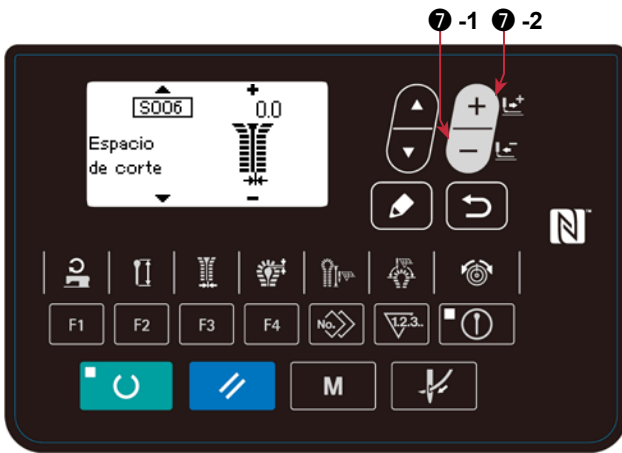 ❼ -1 ❼ -2
S006 + 0.0
Espacio
de corte
-
+
-
F1 F2 F3 F4 No. 1.2.3..
M